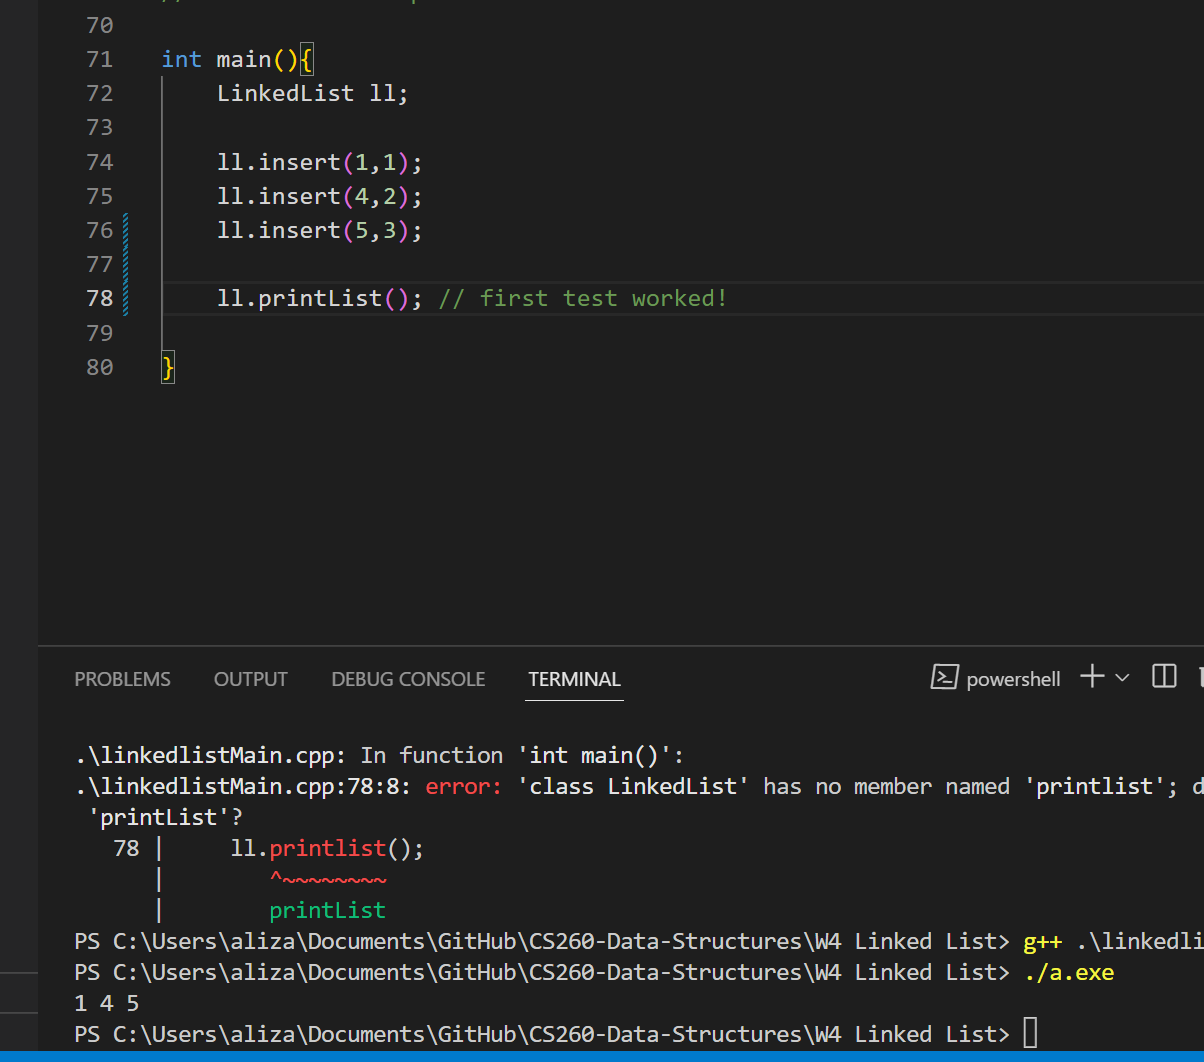 70
71 int main(){
72 LinkedList ll;
73
74 ll.insert(1,1);
75 ll.insert(4,2);
76 ll.insert(5,3);
77
78 ll.printList(); // first test worked!
79
80 }
PROBLEMS OUTPUT DEBUG CONSOLE TERMINAL powershell
.\linkedlistMain.cpp: In function 'int main()':
.\linkedlistMain.cpp:78:8: error: 'class LinkedList' has no member named 'printlist'; d
'printList'?
78 | ll.printlist();
| ^~~~~~~~~
| printList
PS C:\Users\aliza\Documents\GitHub\CS260-Data-Structures\W4 Linked List> g++ .\linkedli
PS C:\Users\aliza\Documents\GitHub\CS260-Data-Structures\W4 Linked List> ./a.exe
1 4 5
PS C:\Users\aliza\Documents\GitHub\CS260-Data-Structures\W4 Linked List>